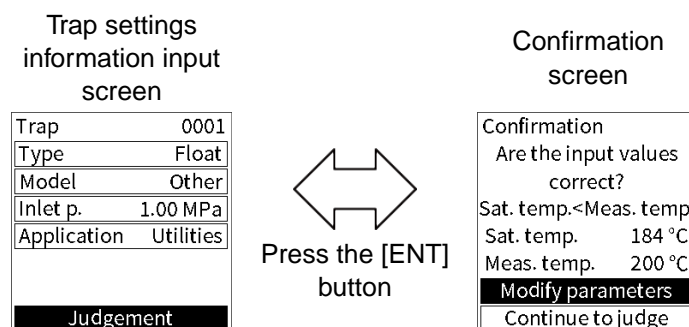 Trap settings
information input
screen
Trap 0001
Type Float
Model Other
Inlet p. 1.00 MPa
Application Utilities
Judgement
Press the [ENT]
button
Confirmation
screen
Confirmation
Are the input values
correct?
Sat. temp.<Meas. temp
Sat. temp. 184 °C
Meas. temp. 200 °C
Modify parameters
Continue to judge